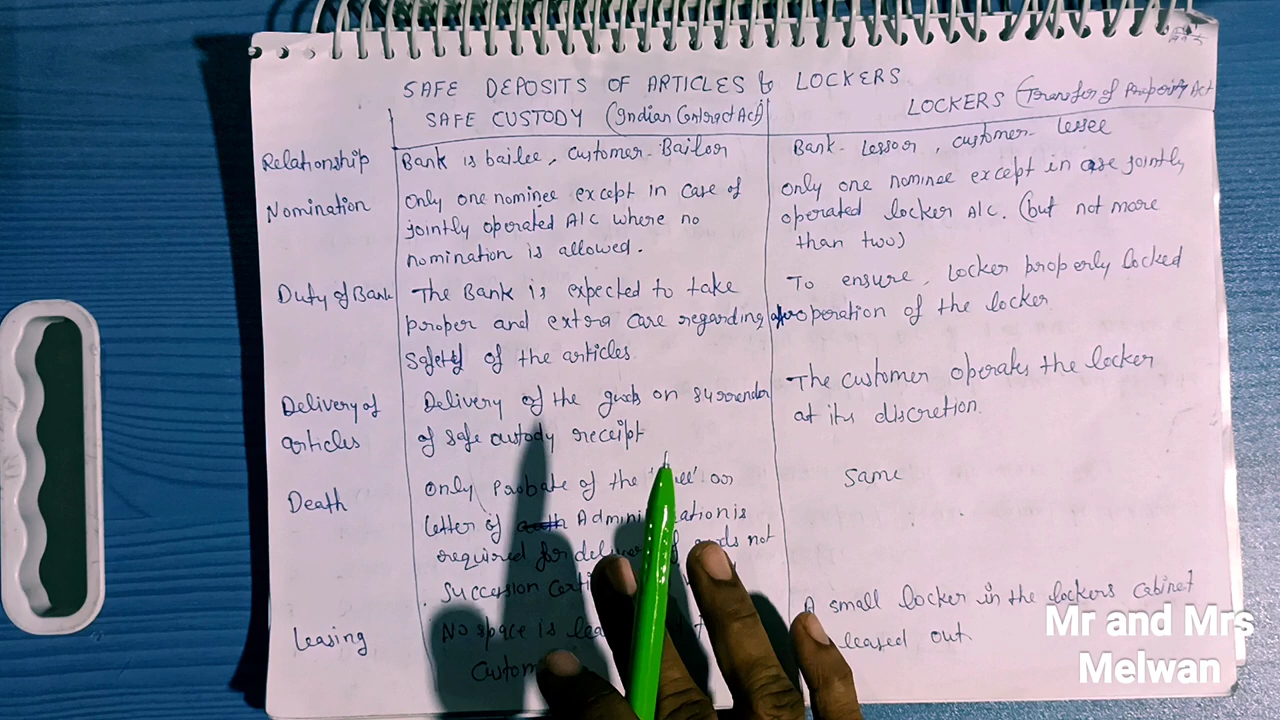 SAFE DEPOSITS OF ARTICLES & LOCKERS
SAFE CUSTODY (Indian Contract Act)
LOCKERS (Transfer of Property Act
Relationship
Bank is bailee, customer - Bailor
Bank - Lessor, customer - lessee
Nomination
Only one nominee except in case of
jointly operated A/C where no
nomination is allowed.
Only one nominee except in case jointly
operated locker A/C. (but not more
than two)
Duty of Bank
The Bank is expected to take
proper and extra care regarding
safety of the articles
To ensure, Locker properly locked
after operation of the locker
Delivery of
articles
Delivery of the goods on surrender
of safe custody receipt
The customer operates the locker
at its discretion.
Death
Only Probate of the or
letter of is
required for of not
Succession
Same
Leasing
No space is
A small locker in the lockers cabinet
leased out
Mr and Mrs
Melwan